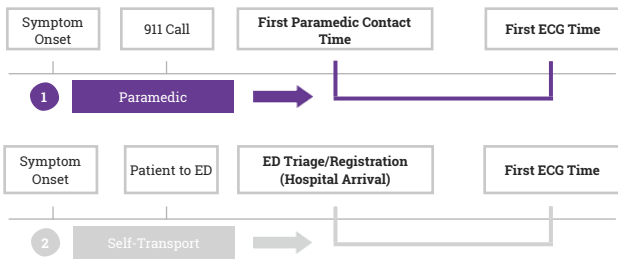 Symptom
Onset
911 Call
First Paramedic Contact
Time
First ECG Time
1
Paramedic
Symptom
Onset
Patient to ED
ED Triage/Registration
(Hospital Arrival)
First ECG Time
2
Self-Transport